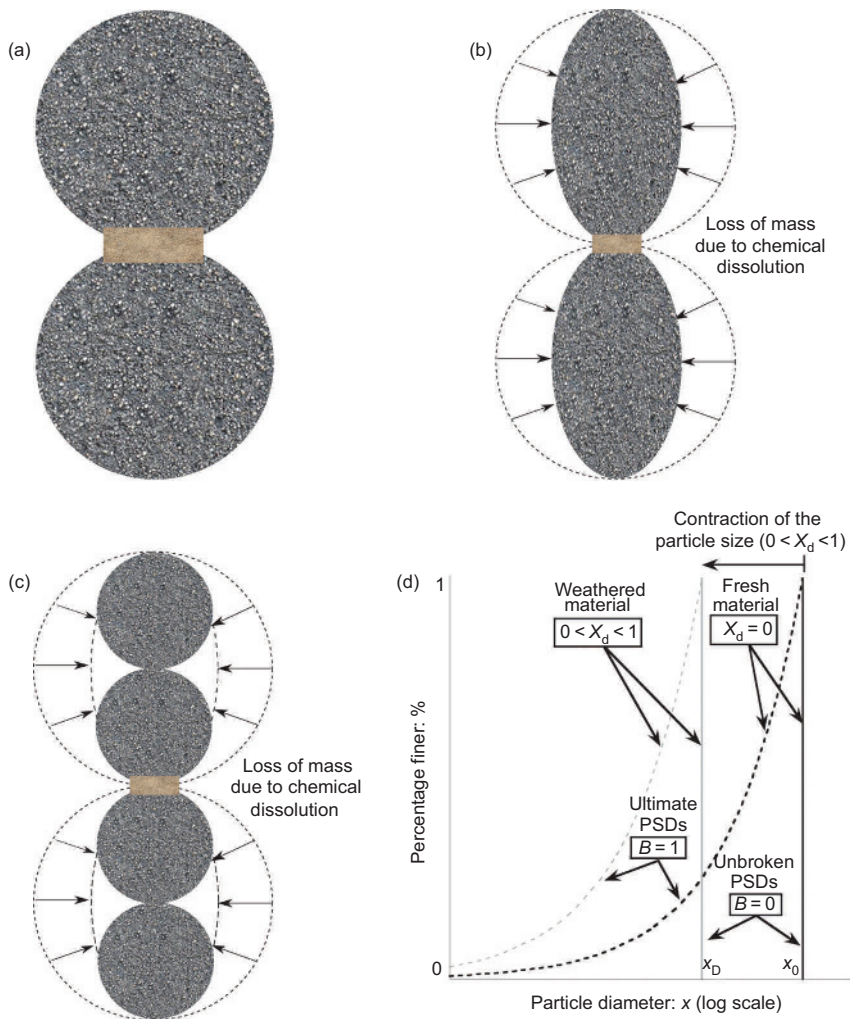 (a)
(b)
Loss of mass
due to chemical
dissolution
(c)
Loss of mass
due to chemical
dissolution
(d)
Contraction of the
particle size (0 < X_d <1)
1
Weathered
material
0 < X_d < 1
Fresh
material
X_d = 0
Percentage finer: %
Ultimate
PSDs
B = 1
Unbroken
PSDs
B = 0
0
x_D
x_0
Particle diameter: x (log scale)